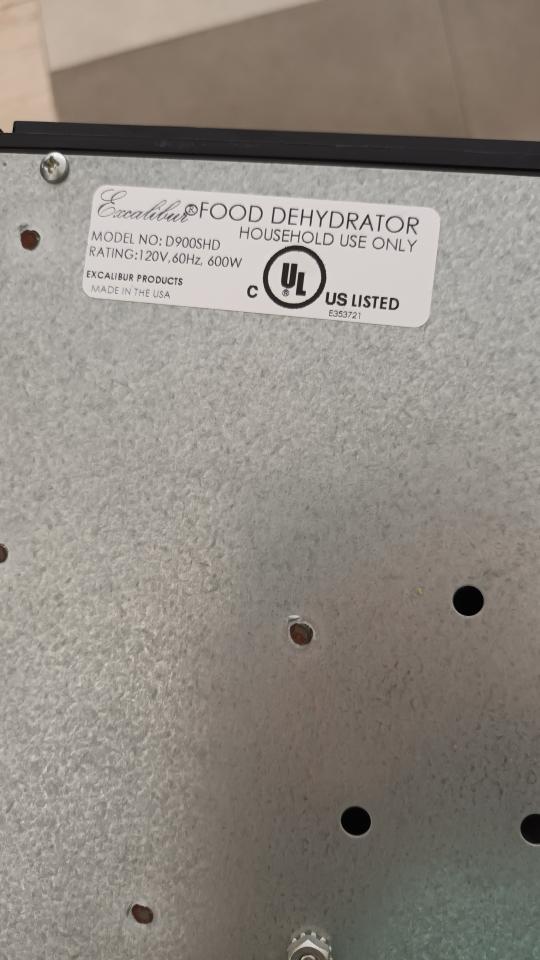 Excalibur® FOOD DEHYDRATOR
HOUSEHOLD USE ONLY
MODEL NO: D900SHD
RATING:120V,60Hz, 600W
EXCALIBUR PRODUCTS
MADE IN THE USA
C UL® US LISTED
E353721